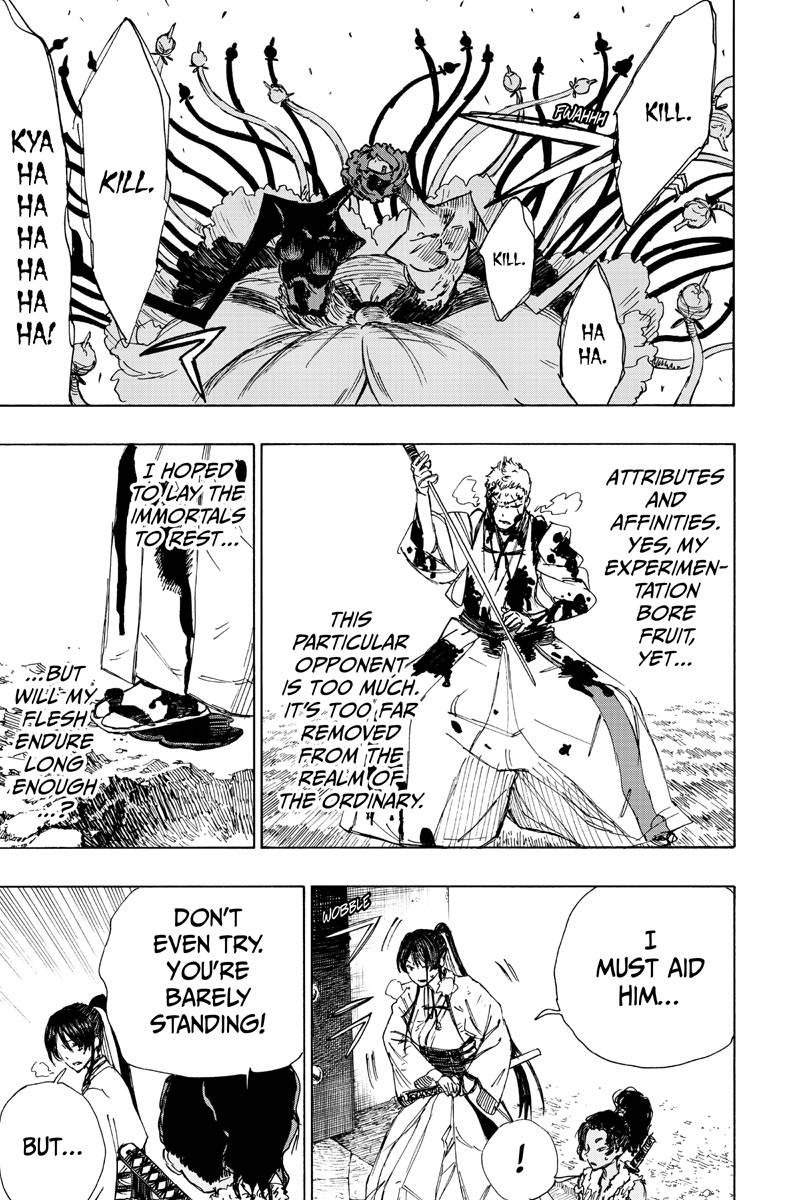 KILL.
FWAHHH
KILL.
HA
HA.
KILL.
KYA
HA
HA
HA
HA
HA
HA!
ATTRIBUTES
AND
AFFINITIES.
YES, MY
EXPERIMEN-
TATION
BORE
FRUIT,
YET...
THIS
PARTICULAR
OPPONENT
IS TOO MUCH.
IT'S TOO FAR
REMOVED
FROM THE
REALM OF
THE ORDINARY.
I HOPED
TO LAY THE
IMMORTALS
TO REST...
...BUT
WILL MY
FLESH
ENDURE
LONG
ENOUGH
...?
I
MUST AID
HIM...
WOBBLE
!
DON'T
EVEN TRY.
YOU'RE
BARELY
STANDING!
BUT...